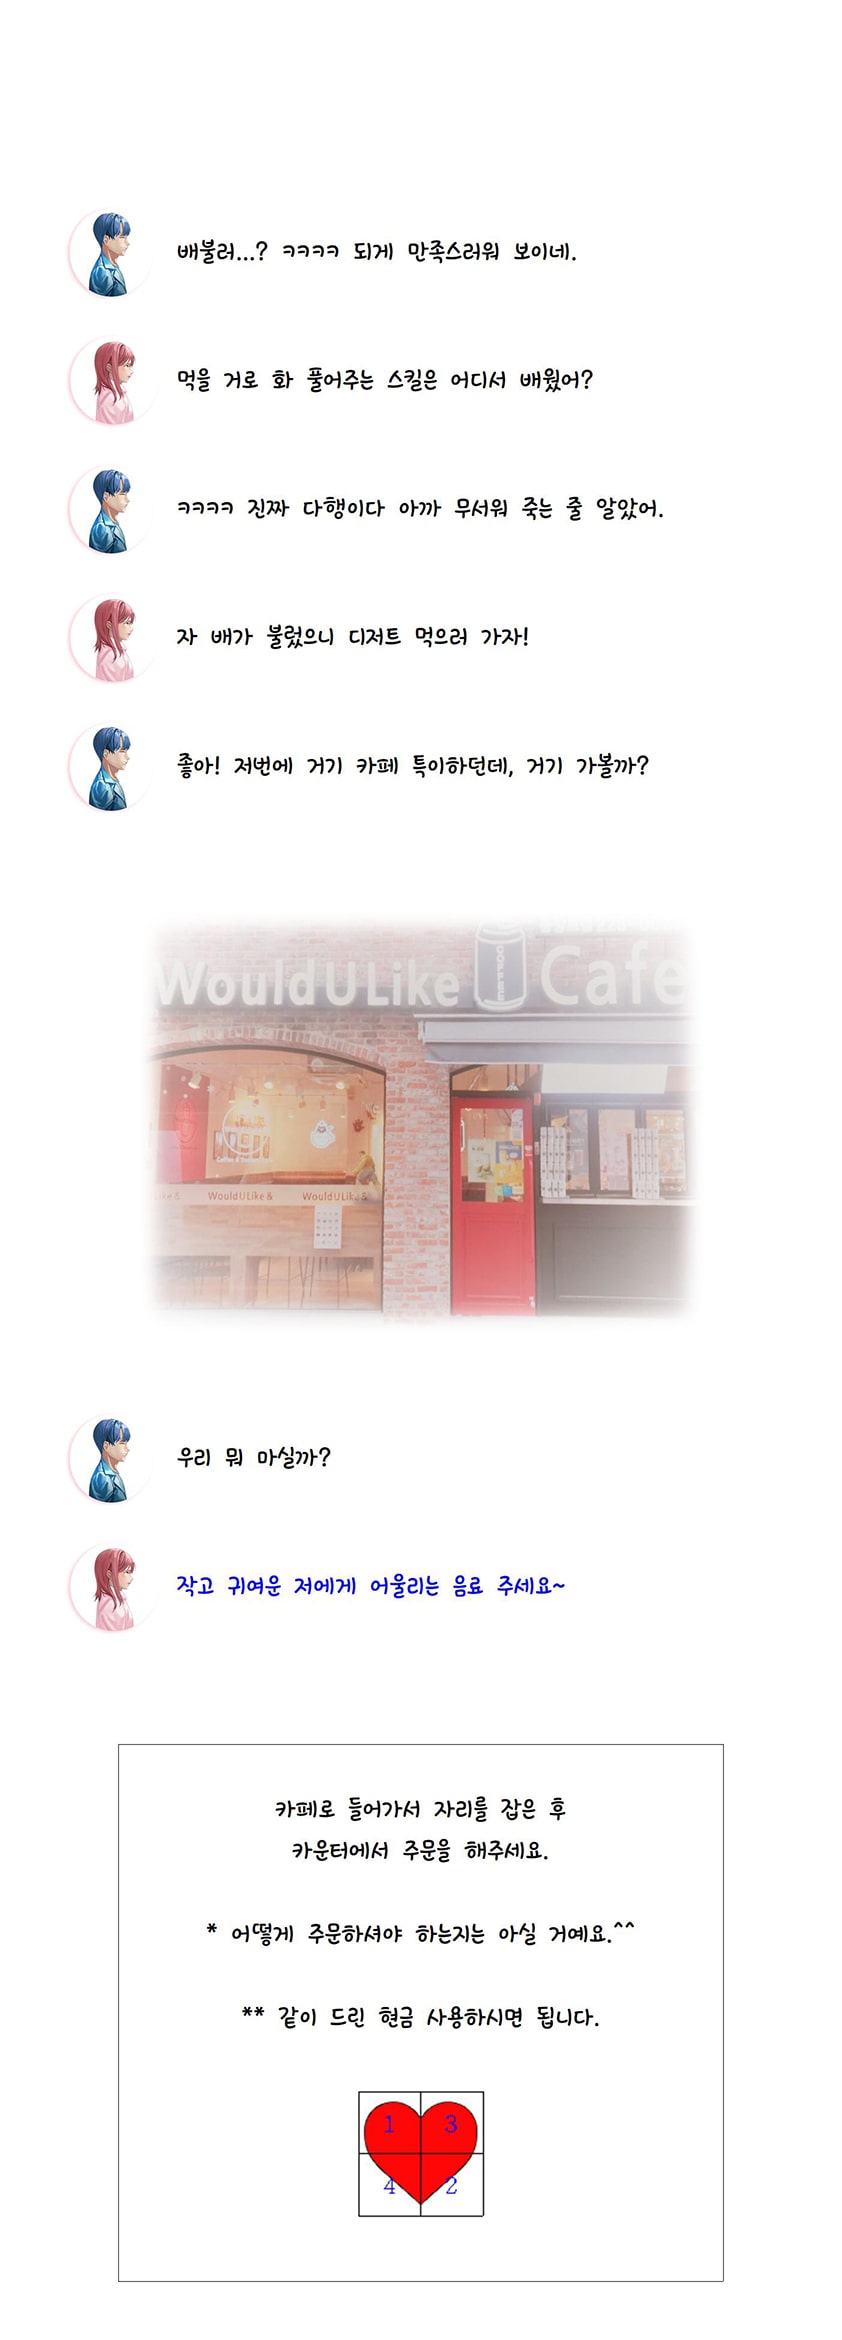 배불러...? ㅋㅋㅋㅋ 되게 만족스러워 보이네.
먹을 거로 화 풀어주는 스킬은 어디서 배웠어?
ㅋㅋㅋㅋ 진짜 다행이다 아까 무서워 죽는 줄 알았어.
자 배가 불렀으니 디저트 먹으러 가자!
좋아! 저번에 거기 카페 특이하던데, 거기 가볼까?
WouldULike Cafe
COFFEE
Like & WouldULike & WouldULike &
우리 뭐 마실까?
작고 귀여운 저에게 어울리는 음료 주세요~
카페로 들어가서 자리를 잡은 후
카운터에서 주문을 해주세요.
* 어떻게 주문하셔야 하는지는 아실 거예요.^^
** 같이 드린 현금 사용하시면 됩니다.
1 3
4 2